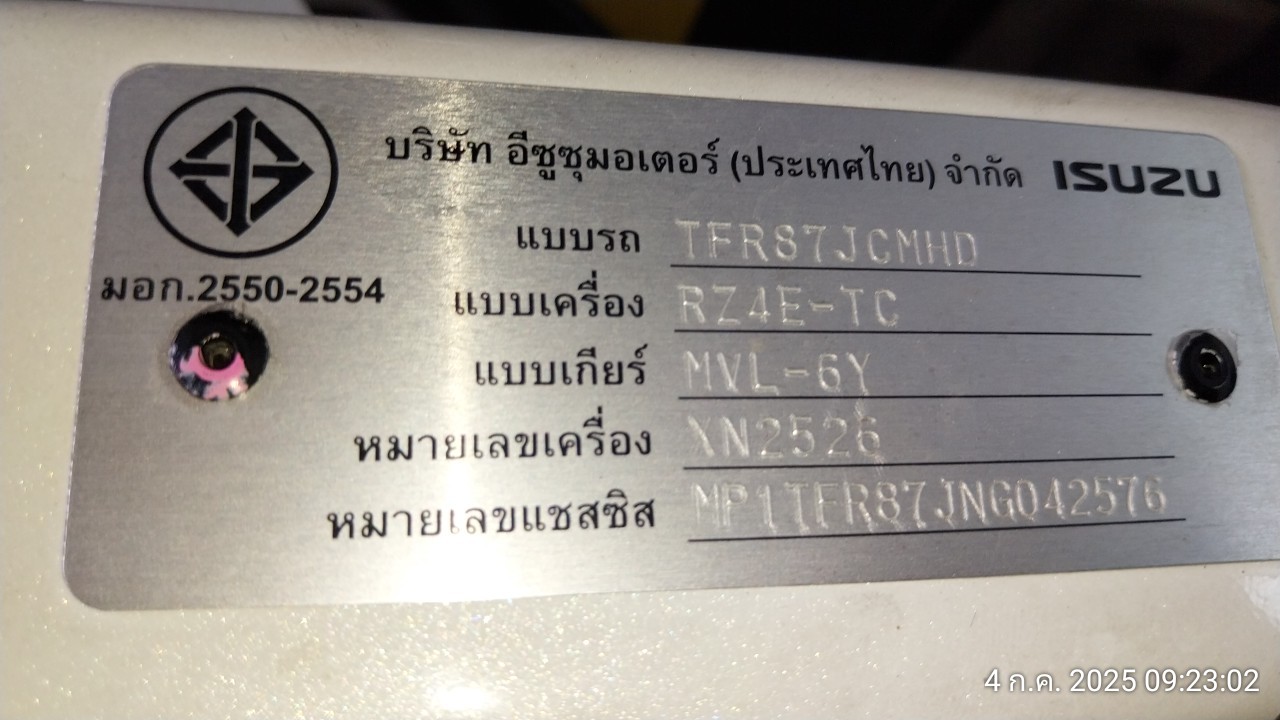 บริษัท อีซูซุมอเตอร์ (ประเทศไทย) จำกัด ISUZU
แบบรถ TFR87JCMHD
มอก.2550-2554
แบบเครื่อง RZ4E-TC
แบบเกียร์ MVL-6Y
หมายเลขเครื่อง XN2526
หมายเลขแชสซิส MP1TFR87JNG042576
4 ก.ค. 2025 09:23:02